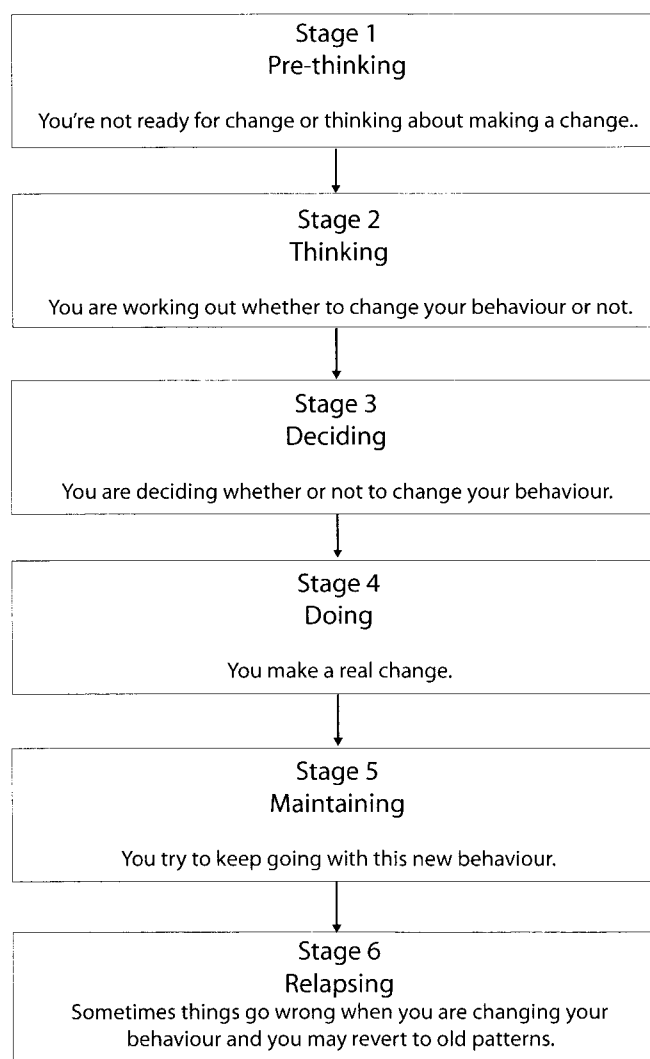 Stage 1
Pre-thinking
You're not ready for change or thinking about making a change..
Stage 2
Thinking
You are working out whether to change your behaviour or not.
Stage 3
Deciding
You are deciding whether or not to change your behaviour.
Stage 4
Doing
You make a real change.
Stage 5
Maintaining
You try to keep going with this new behaviour.
Stage 6
Relapsing
Sometimes things go wrong when you are changing your
behaviour and you may revert to old patterns.